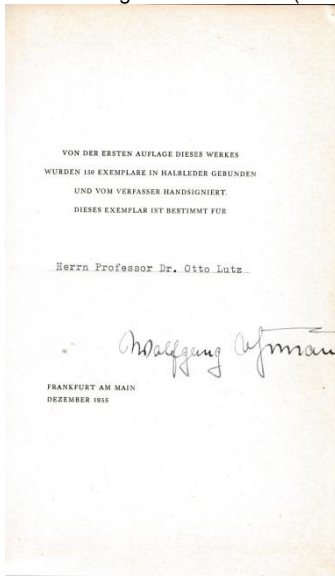 VON DER ERSTEN AUFLAGE DIESES WERKES
WURDEN 150 EXEMPLARE IN HALBLEDER GEBUNDEN
UND VOM VERFASSER HANDSIGNIERT.
DIESES EXEMPLAR IST BESTIMMT FÜR
Herrn Professor Dr. Otto Lutz
Wolfgang
FRANKFURT AM MAIN
DEZEMBER 1955